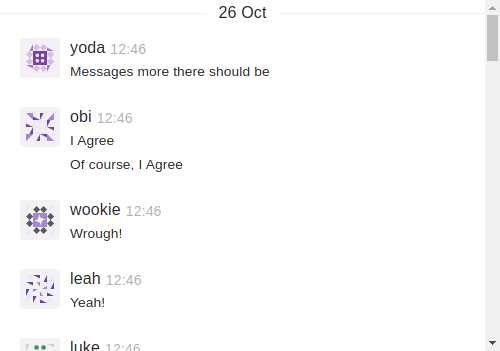 26 Oct
yoda 12:46
Messages more there should be
obi 12:46
I Agree
Of course, I Agree
wookie 12:46
Wrough!
leah 12:46
Yeah!
luke 12:46